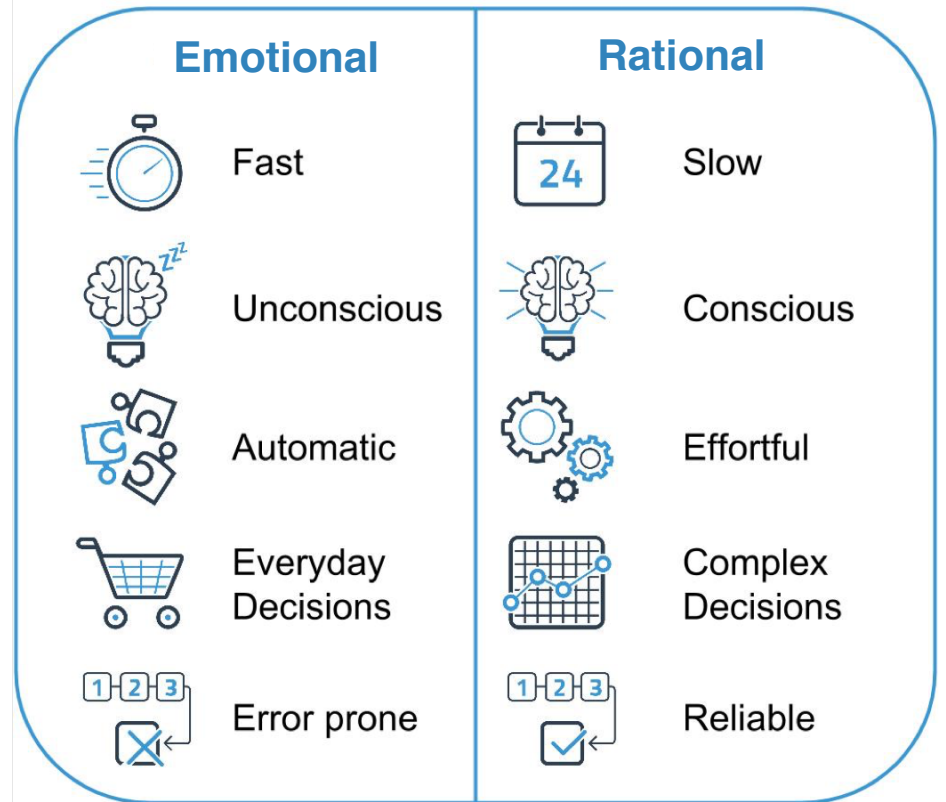 Emotional
Rational
Fast
24
Slow
zzz
Unconscious
Conscious
Automatic
Effortful
Everyday
Decisions
Complex
Decisions
1 2 3
Error prone
1 2 3
Reliable